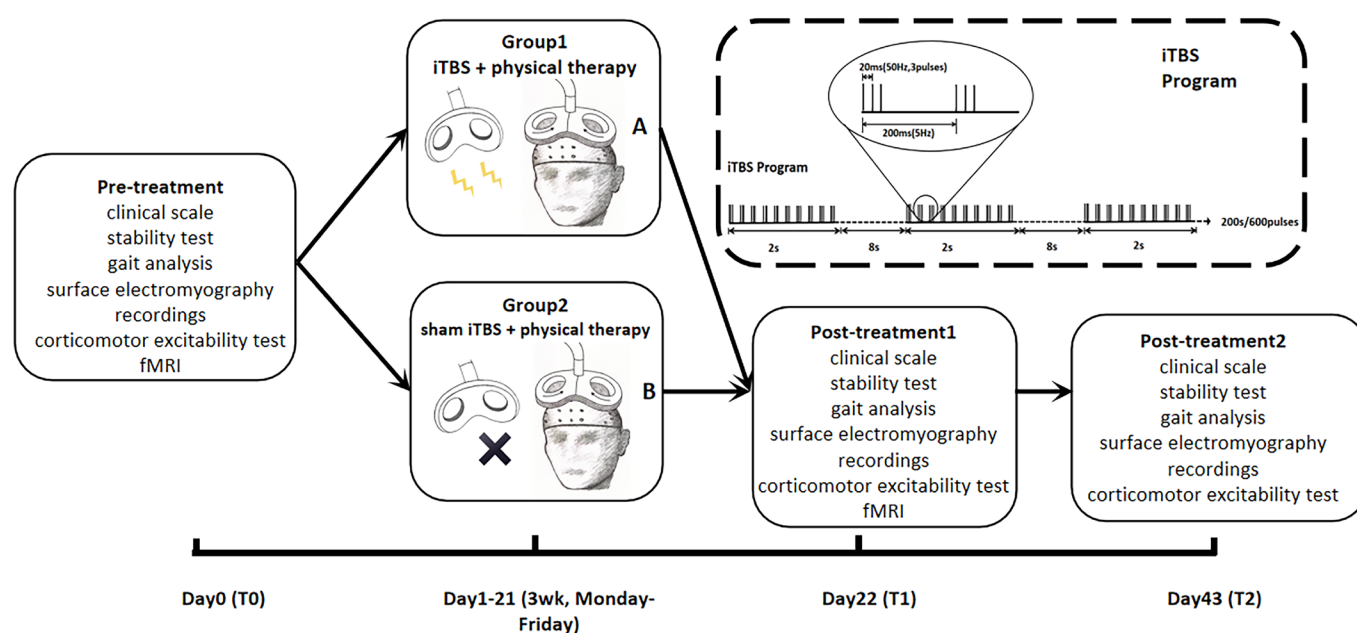 Pre-treatment
clinical scale
stability test
gait analysis
surface electromyography
recordings
corticomotor excitability test
fMRI
Group1
iTBS + physical therapy
A
Group2
sham iTBS + physical therapy
B
iTBS
Program
20ms(50Hz,3pulses)
200ms(5Hz)
iTBS Program
200s/600pulses
2s
8s
2s
8s
2s
Post-treatment1
clinical scale
stability test
gait analysis
surface electromyography
recordings
corticomotor excitability test
fMRI
Post-treatment2
clinical scale
stability test
gait analysis
surface electromyography
recordings
corticomotor excitability test
Day0 (T0)
Day1-21 (3wk, Monday-
Friday)
Day22 (T1)
Day43 (T2)